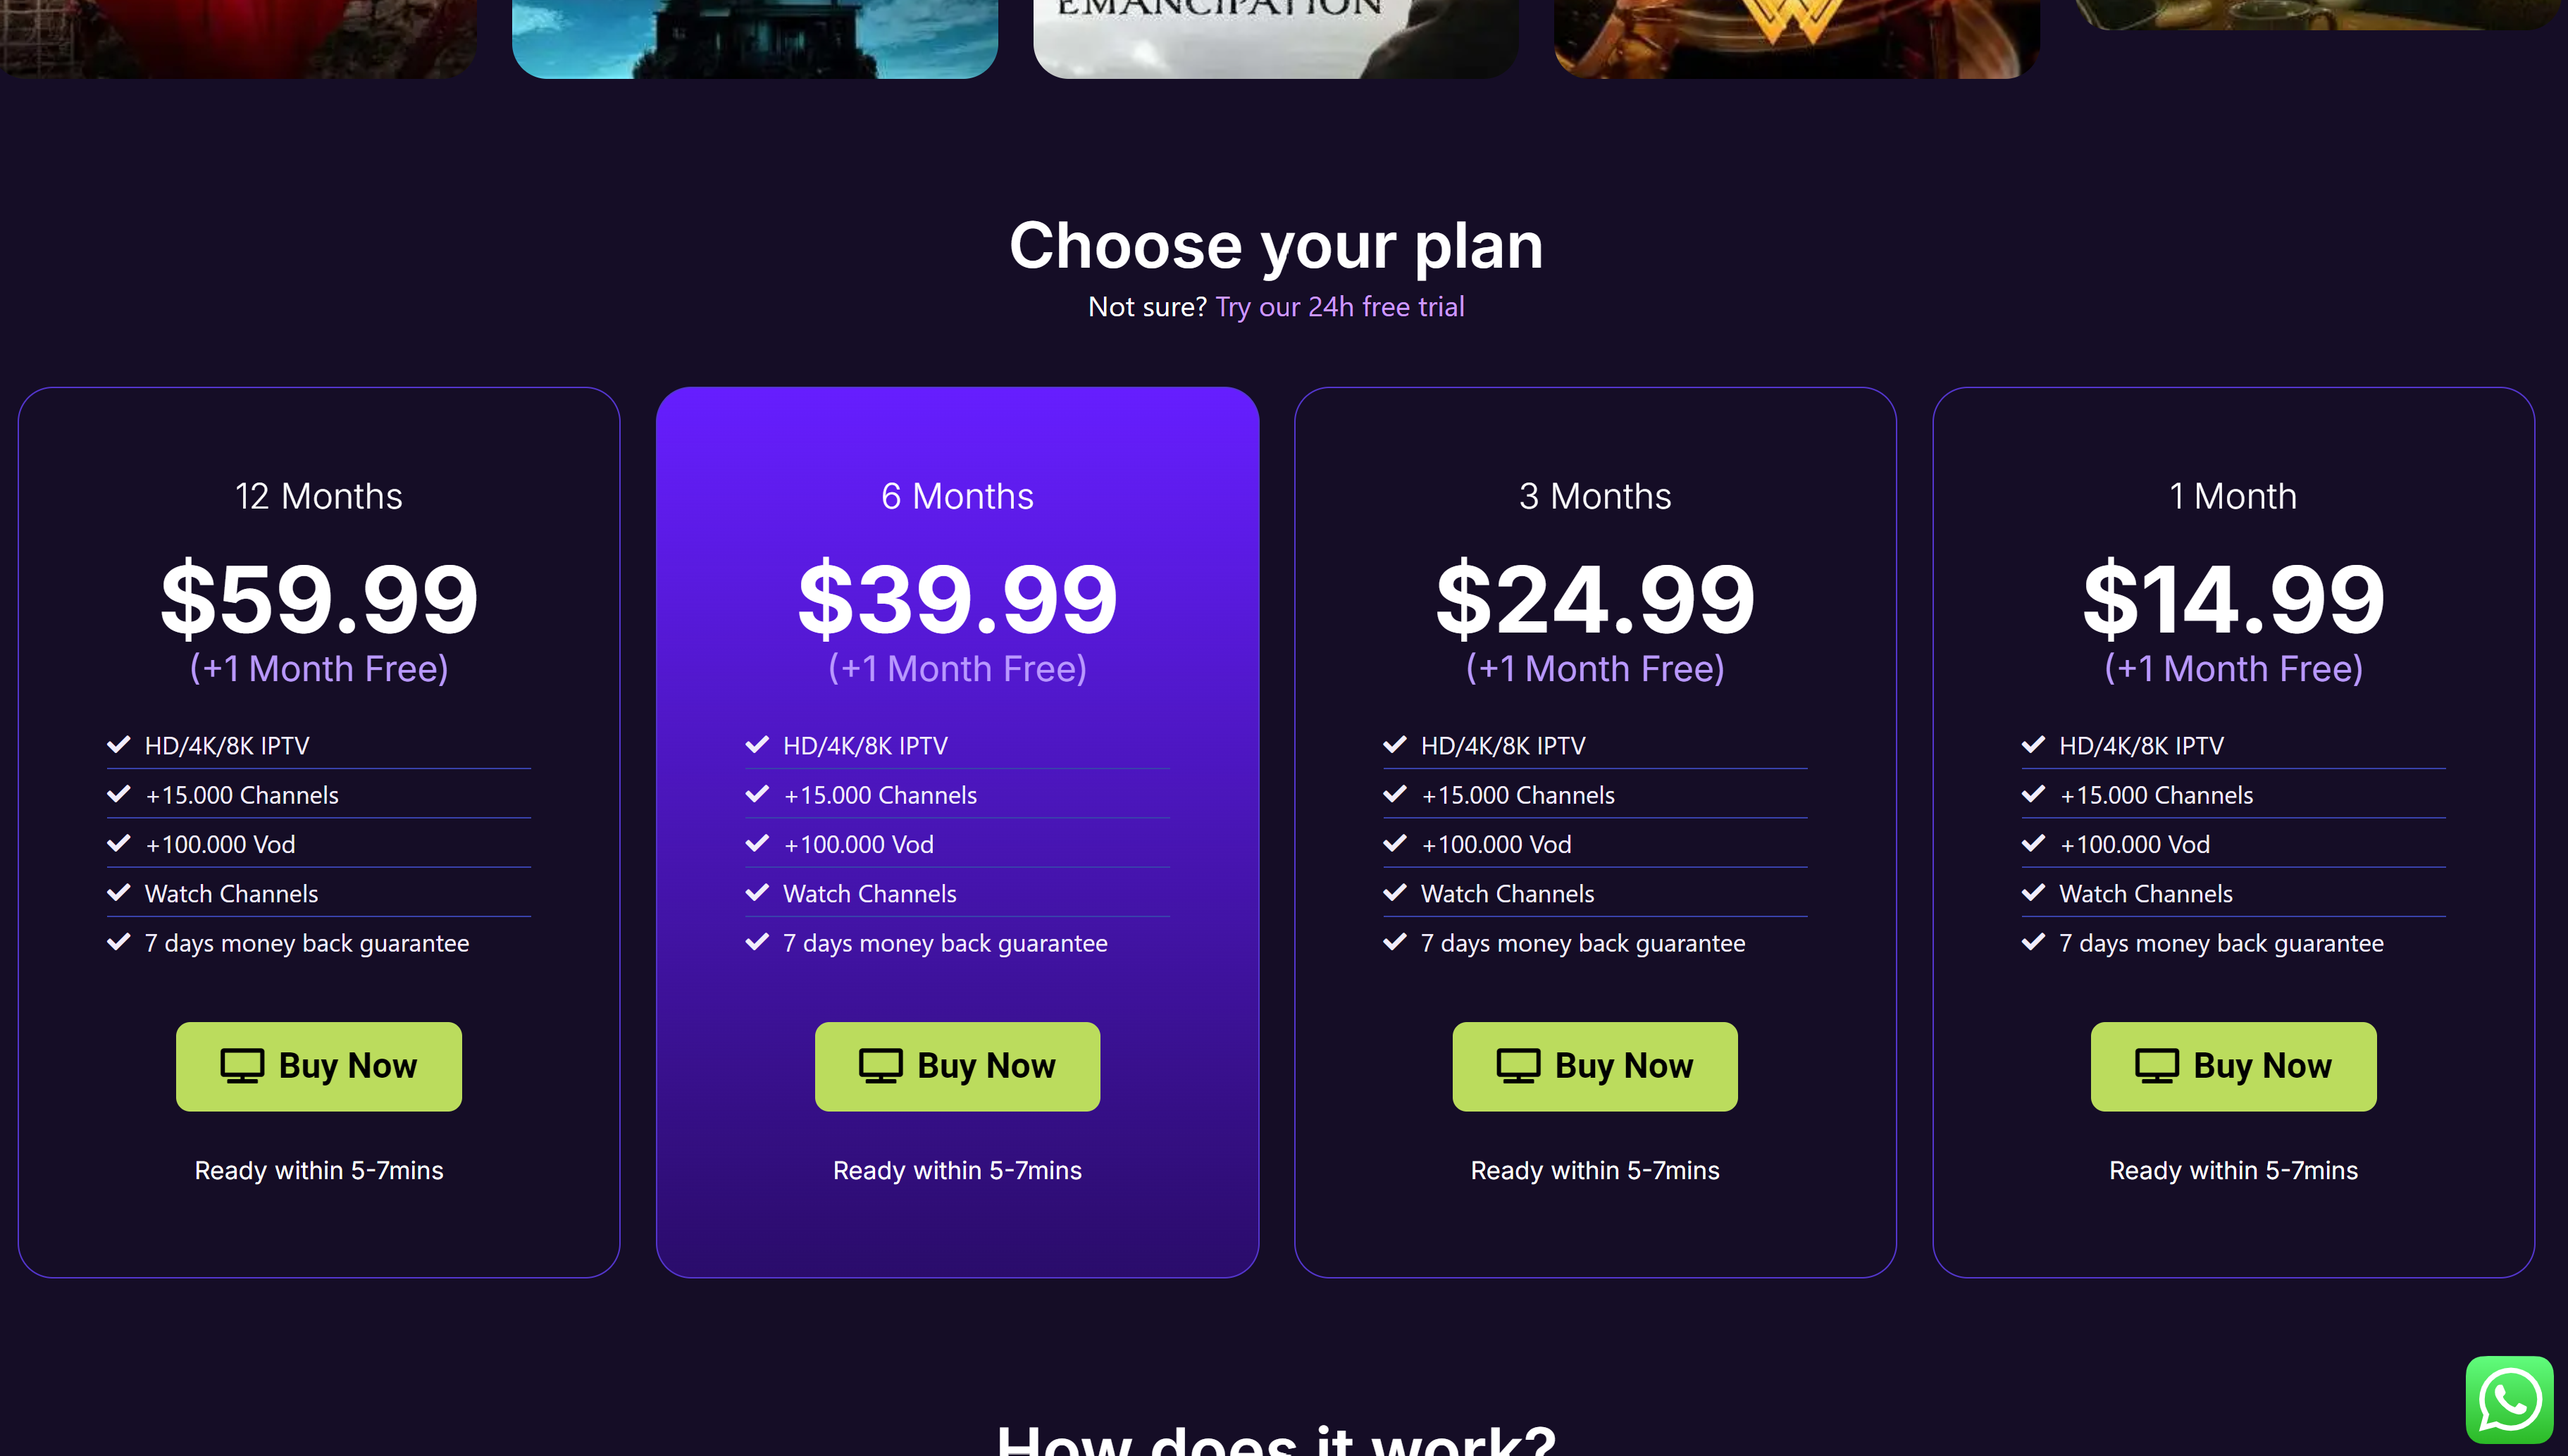 EMANCIPATION
Choose your plan
Not sure? Try our 24h free trial
12 Months
$59.99
(+1 Month Free)
HD/4K/8K IPTV
+15.000 Channels
+100.000 Vod
Watch Channels
7 days money back guarantee
Buy Now
Ready within 5-7mins
6 Months
$39.99
(+1 Month Free)
HD/4K/8K IPTV
+15.000 Channels
+100.000 Vod
Watch Channels
7 days money back guarantee
Buy Now
Ready within 5-7mins
3 Months
$24.99
(+1 Month Free)
HD/4K/8K IPTV
+15.000 Channels
+100.000 Vod
Watch Channels
7 days money back guarantee
Buy Now
Ready within 5-7mins
1 Month
$14.99
(+1 Month Free)
HD/4K/8K IPTV
+15.000 Channels
+100.000 Vod
Watch Channels
7 days money back guarantee
Buy Now
Ready within 5-7mins
How does it work?